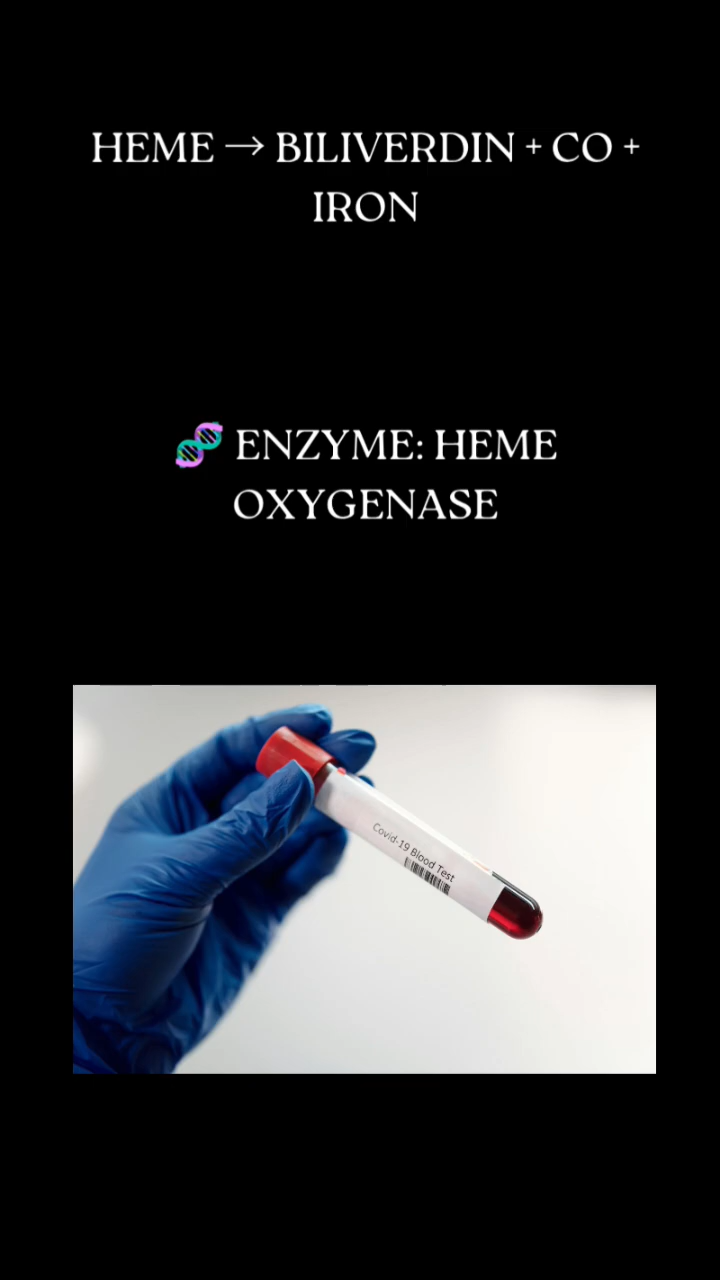 HEME → BILIVERDIN + CO +
IRON
🧬 ENZYME: HEME
OXYGENASE
Covid-19 Blood Test